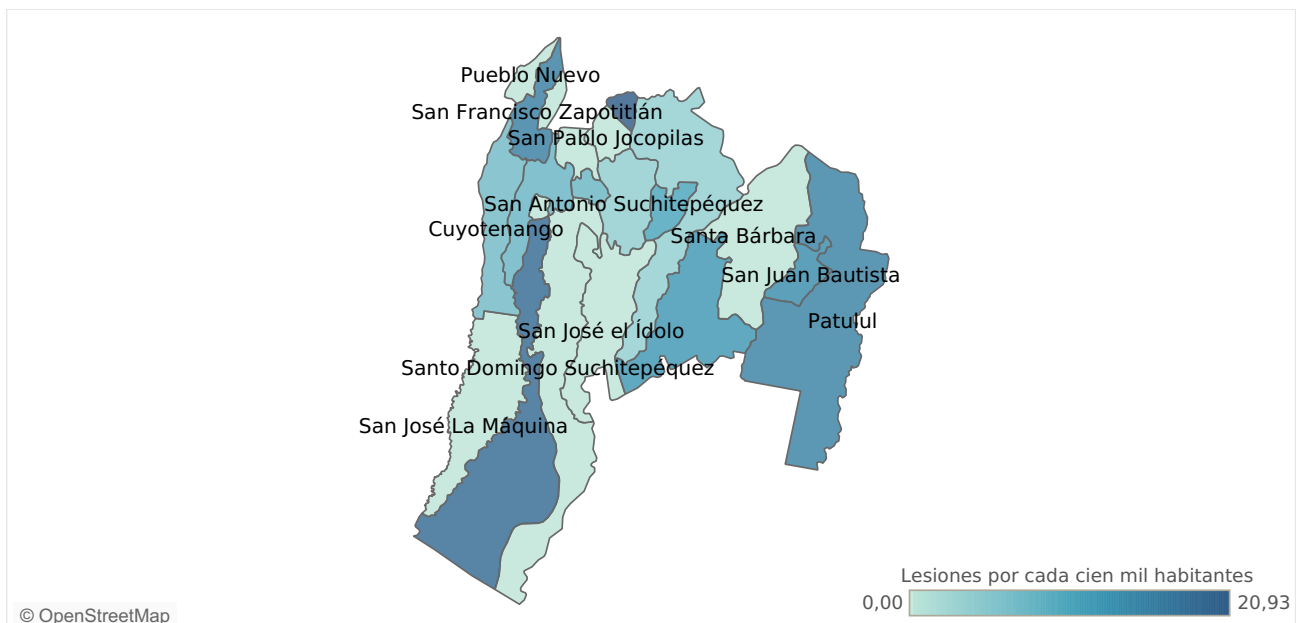 Pueblo Nuevo
San Francisco Zapotitlán
San Pablo Jocopilas
San Antonio Suchitepéquez
Cuyotenango
Santa Bárbara
San Juan Bautista
Patulul
San José el Ídolo
Santo Domingo Suchitepéquez
San José La Máquina
Lesiones por cada cien mil habitantes
0,00 20,93
© OpenStreetMap